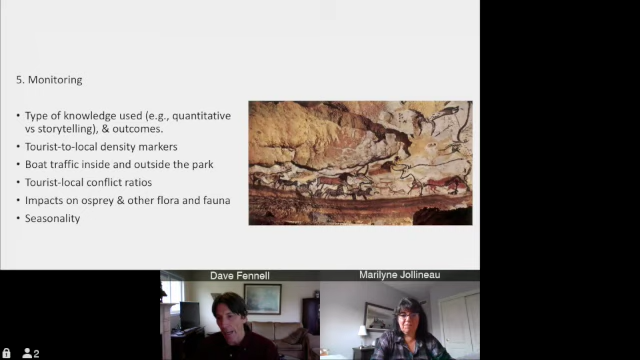 5. Monitoring
• Type of knowledge used (e.g., quantitative
vs storytelling), & outcomes.
• Tourist-to-local density markers
• Boat traffic inside and outside the park
• Tourist-local conflict ratios
• Impacts on osprey & other flora and fauna
• Seasonality
Dave Fennell
Marilyne Jollineau
2